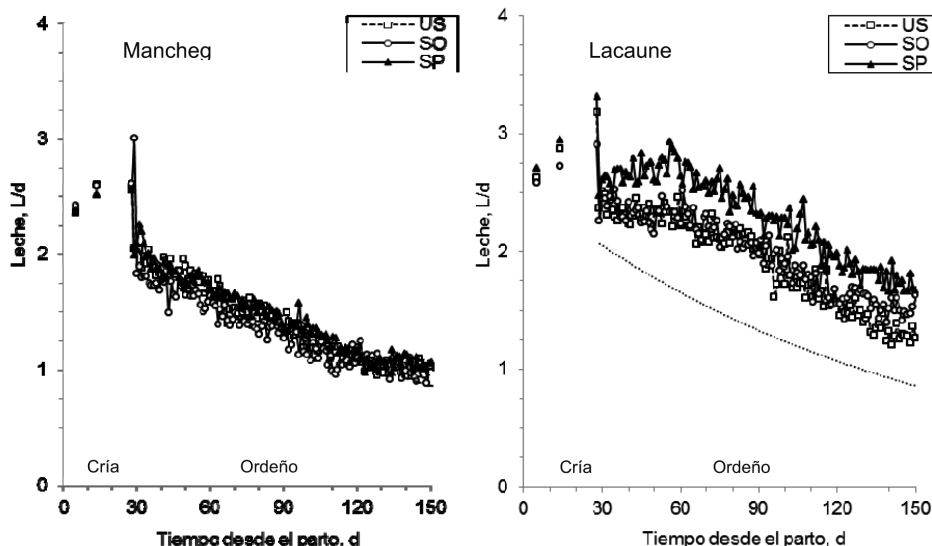 4
Mancheg
US
SO
SP
3
2
1
0
Leche, L/d
Cría
Ordeño
0 30 60 90 120 150
Tiempo desde el parto, d
4
Lacaune
US
SO
SP
3
2
1
0
Leche, L/d
Cría
Ordeño
0 30 60 90 120 150
Tiempo desde el parto, d